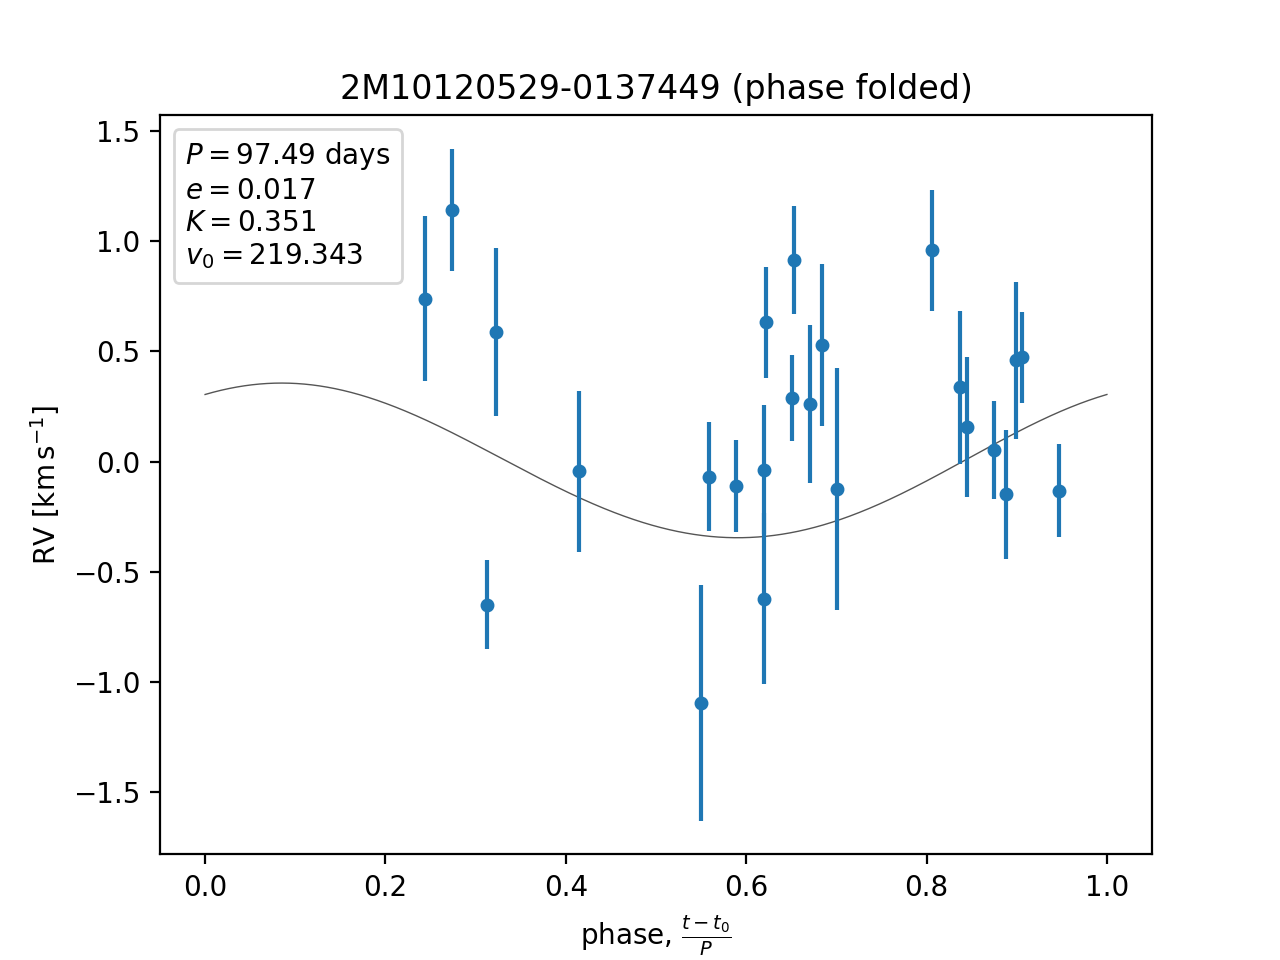 2M10120529-0137449 (phase folded)
P = 97.49 days
e = 0.017
K = 0.351
v₀ = 219.343
1.5
1.0
0.5
0.0
−0.5
−1.0
−1.5
RV [km s⁻¹]
0.0 0.2 0.4 0.6 0.8 1.0
phase, (t − t₀)/P